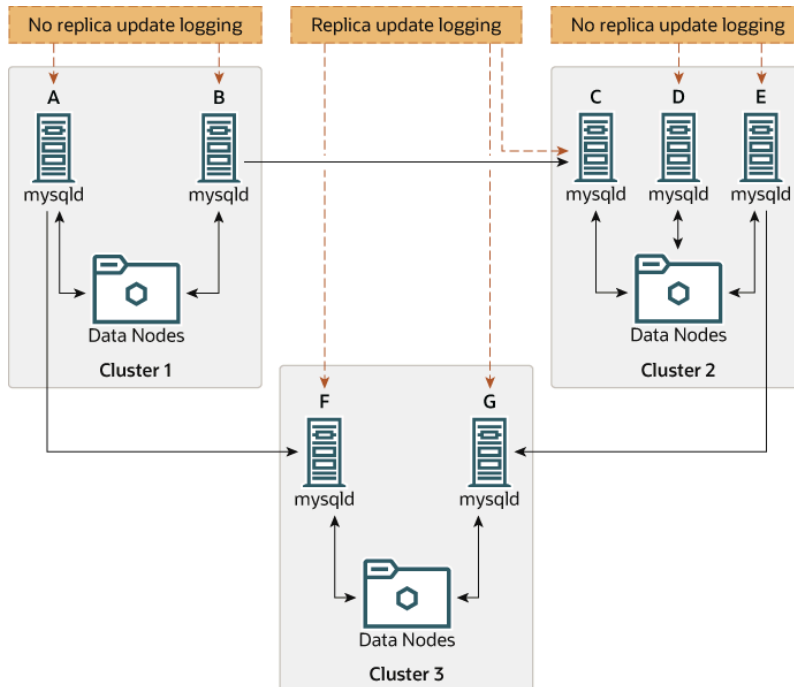 No replica update logging
Replica update logging
No replica update logging
A
B
C
D
E
mysqld
mysqld
mysqld
mysqld
mysqld
Data Nodes
Data Nodes
Cluster 1
Cluster 2
F
G
mysqld
mysqld
Data Nodes
Cluster 3